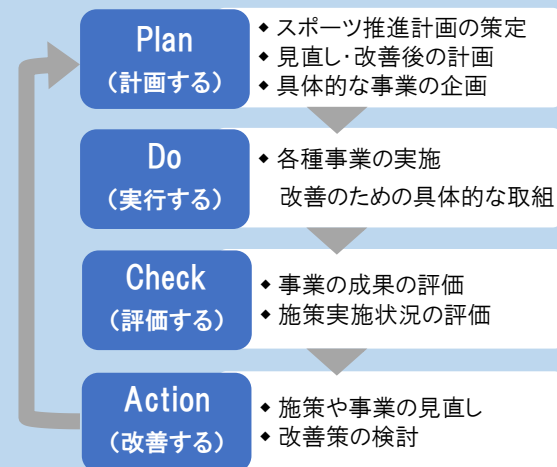 Plan
（計画する）
◆ スポーツ推進計画の策定
◆ 見直し・改善後の計画
◆ 具体的な事業の企画
Do
（実行する）
◆ 各種事業の実施
改善のための具体的な取組
Check
（評価する）
◆ 事業の成果の評価
◆ 施策実施状況の評価
Action
（改善する）
◆ 施策や事業の見直し
◆ 改善策の検討